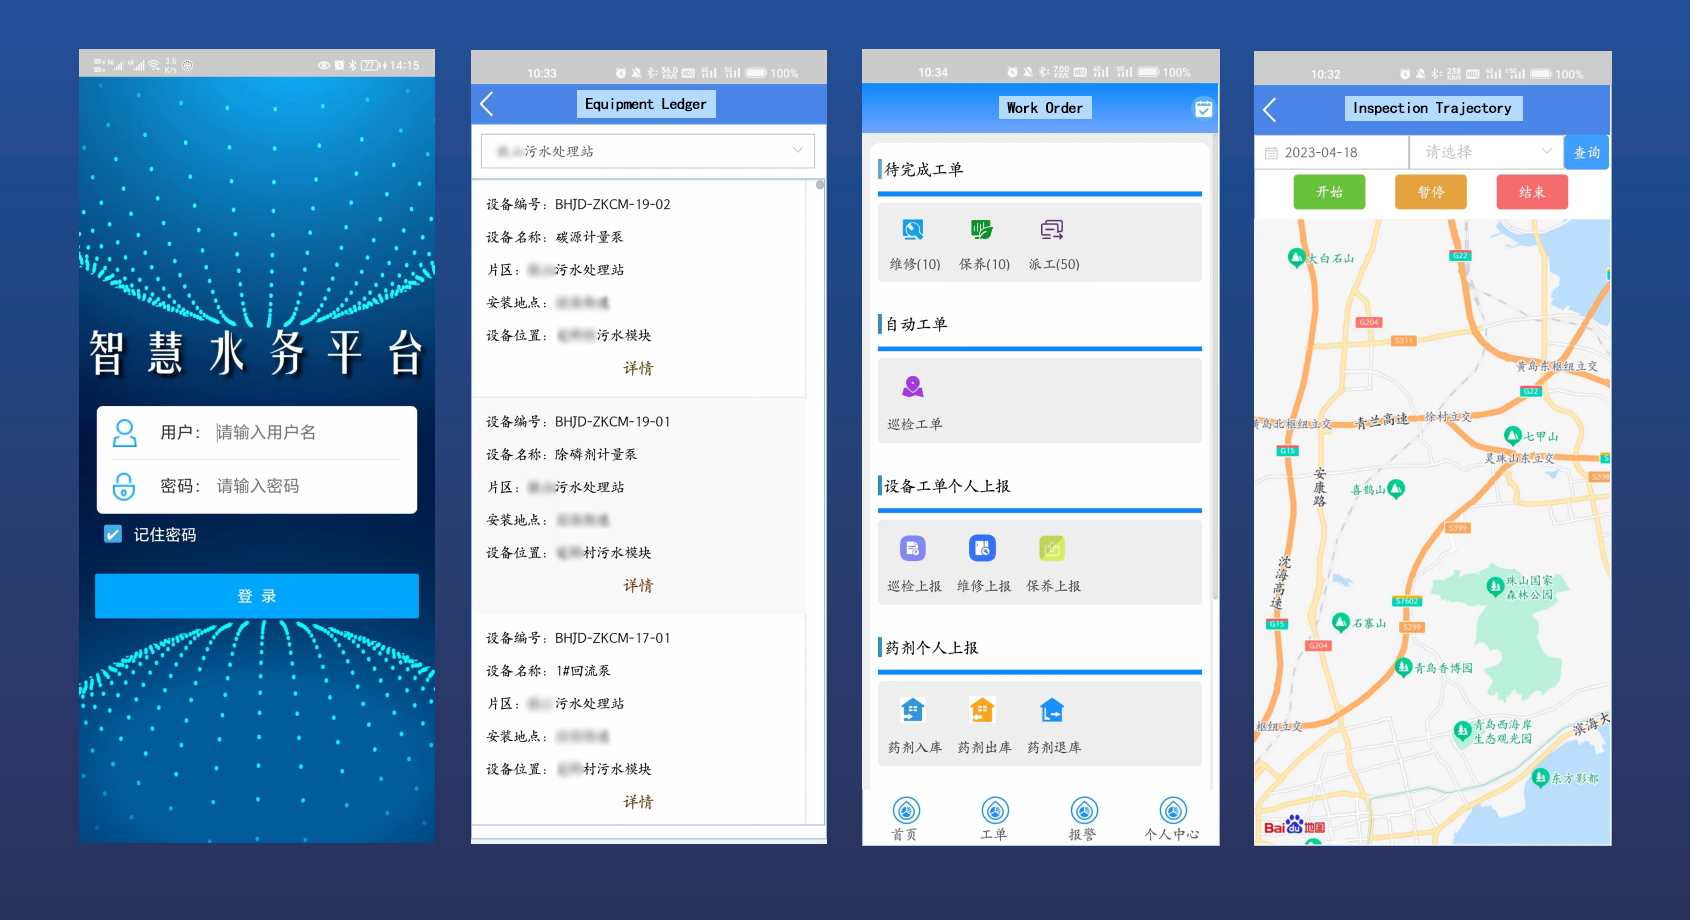 3.5
K/s
77
14:15
智慧水务平台
用户： 请输入用户名
密码： 请输入密码
记住密码
登 录
10:33
100%
Equipment Ledger
污水处理站
设备编号：BHJD-ZKCM-19-02
设备名称：碳源计量泵
片区： 污水处理站
安装地点：
设备位置： 污水模块
详情
设备编号：BHJD-ZKCM-19-01
设备名称：除磷剂计量泵
片区： 污水处理站
安装地点：
设备位置： 村污水模块
详情
设备编号：BHJD-ZKCM-17-01
设备名称：1#回流泵
片区： 污水处理站
安装地点：
设备位置： 村污水模块
详情
10:34
100%
Work Order
待完成工单
维修(10) 保养(10) 派工(50)
自动工单
巡检工单
设备工单个人上报
巡检上报 维修上报 保养上报
药剂个人上报
药剂入库 药剂出库 药剂退库
首页 工单 报警 个人中心
10:32
100%
Inspection Trajectory
2023-04-18 请选择 查询
开始 暂停 结束
大白石山
G22
G204
S311
黄岛东枢纽立交
G22
黄岛北枢纽立交
青兰高速
徐村立交
G15
七甲山
灵珠山东立交
S398
安康路
喜鹊山
S399
沈海高速
珠山国家
森林公园
S7602
G15
石寨山
S299
G204
青岛香博园
枢纽立交
青岛西海岸
生态观光园
滨海大
东方影都
Bai du 地图